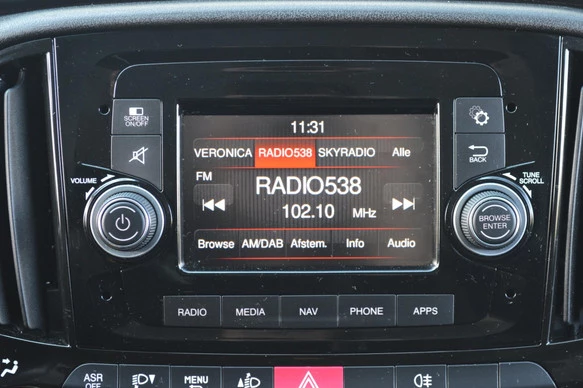 11:31
SCREEN ON/OFF
VERONICA RADIO538 SKYRADIO Alle
FM
RADIO538
102.10 MHz
BACK
VOLUME
TUNE SCROLL
BROWSE ENTER
Browse AM/DAB Afstem. Info Audio
RADIO MEDIA NAV PHONE APPS
ASR OFF
MENU